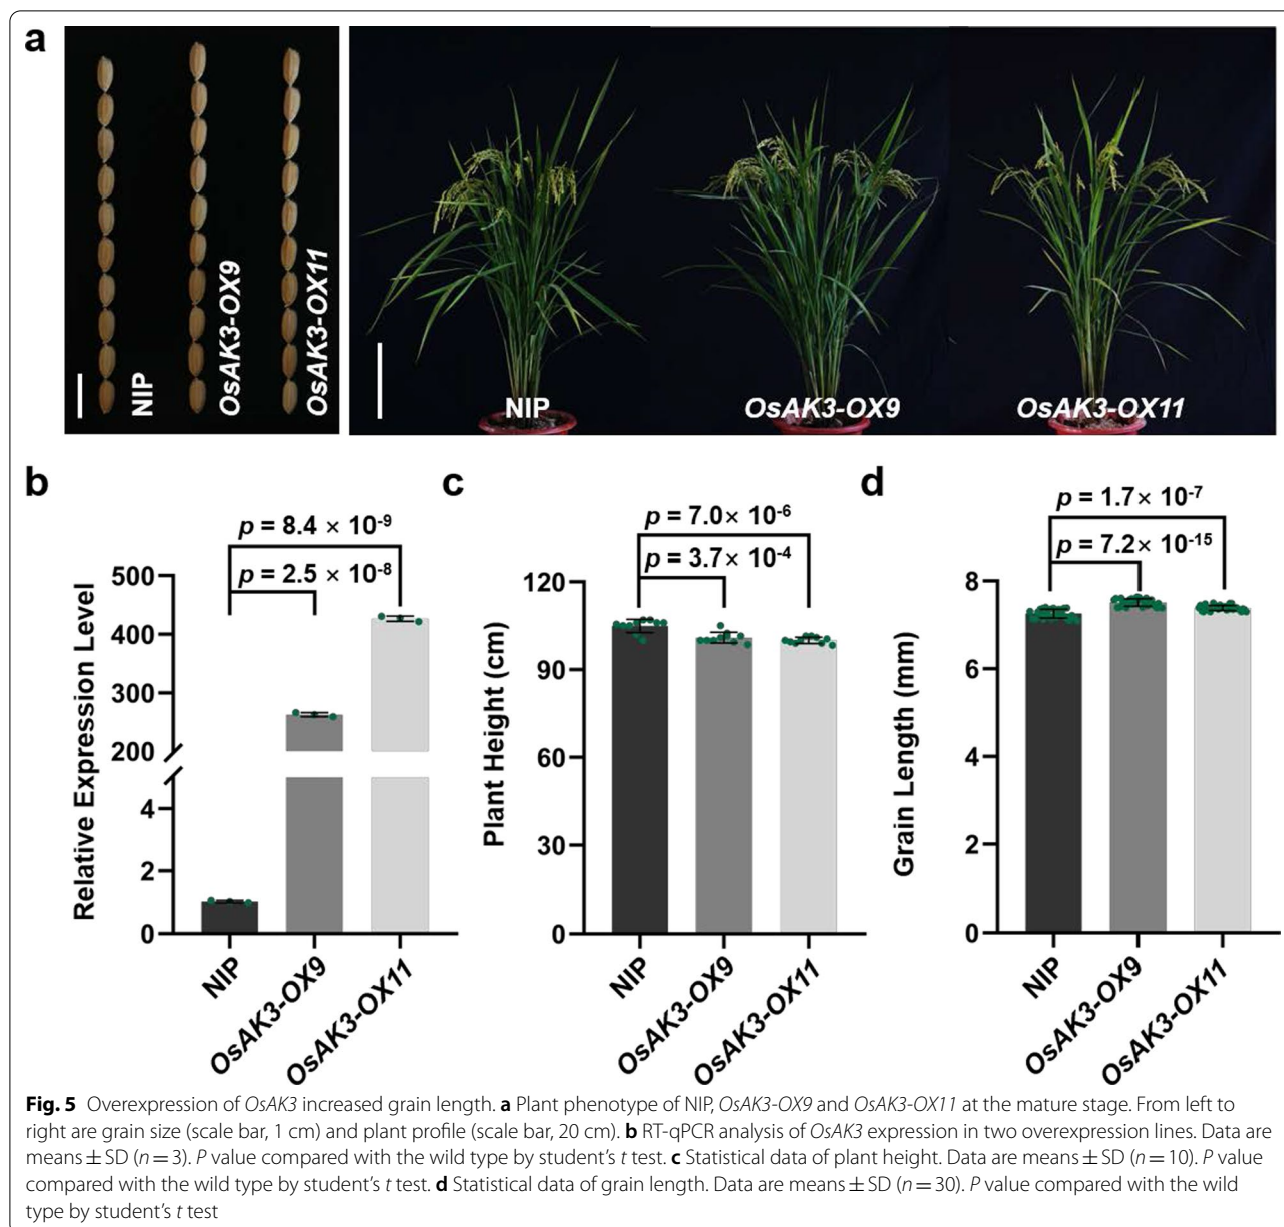 a
NIP
OsAK3-OX9
OsAK3-OX11
NIP
OsAK3-OX9
OsAK3-OX11
b
p = 8.4 × 10-9
p = 2.5 × 10-8
Relative Expression Level
500
400
300
200
4
2
0
NIP
OsAK3-OX9
OsAK3-OX11
c
p = 7.0× 10-6
p = 3.7× 10-4
Plant Height (cm)
120
90
60
30
0
NIP
OsAK3-OX9
OsAK3-OX11
d
p = 1.7× 10-7
p = 7.2× 10-15
Grain Length (mm)
8
6
4
2
0
NIP
OsAK3-OX9
OsAK3-OX11
Fig. 5 Overexpression of OsAK3 increased grain length. a Plant phenotype of NIP, OsAK3-OX9 and OsAK3-OX11 at the mature stage. From left to
right are grain size (scale bar, 1 cm) and plant profile (scale bar, 20 cm). b RT-qPCR analysis of OsAK3 expression in two overexpression lines. Data are
means ± SD (n = 3). P value compared with the wild type by student's t test. c Statistical data of plant height. Data are means ± SD (n = 10). P value
compared with the wild type by student's t test. d Statistical data of grain length. Data are means ± SD (n = 30). P value compared with the wild
type by student's t test